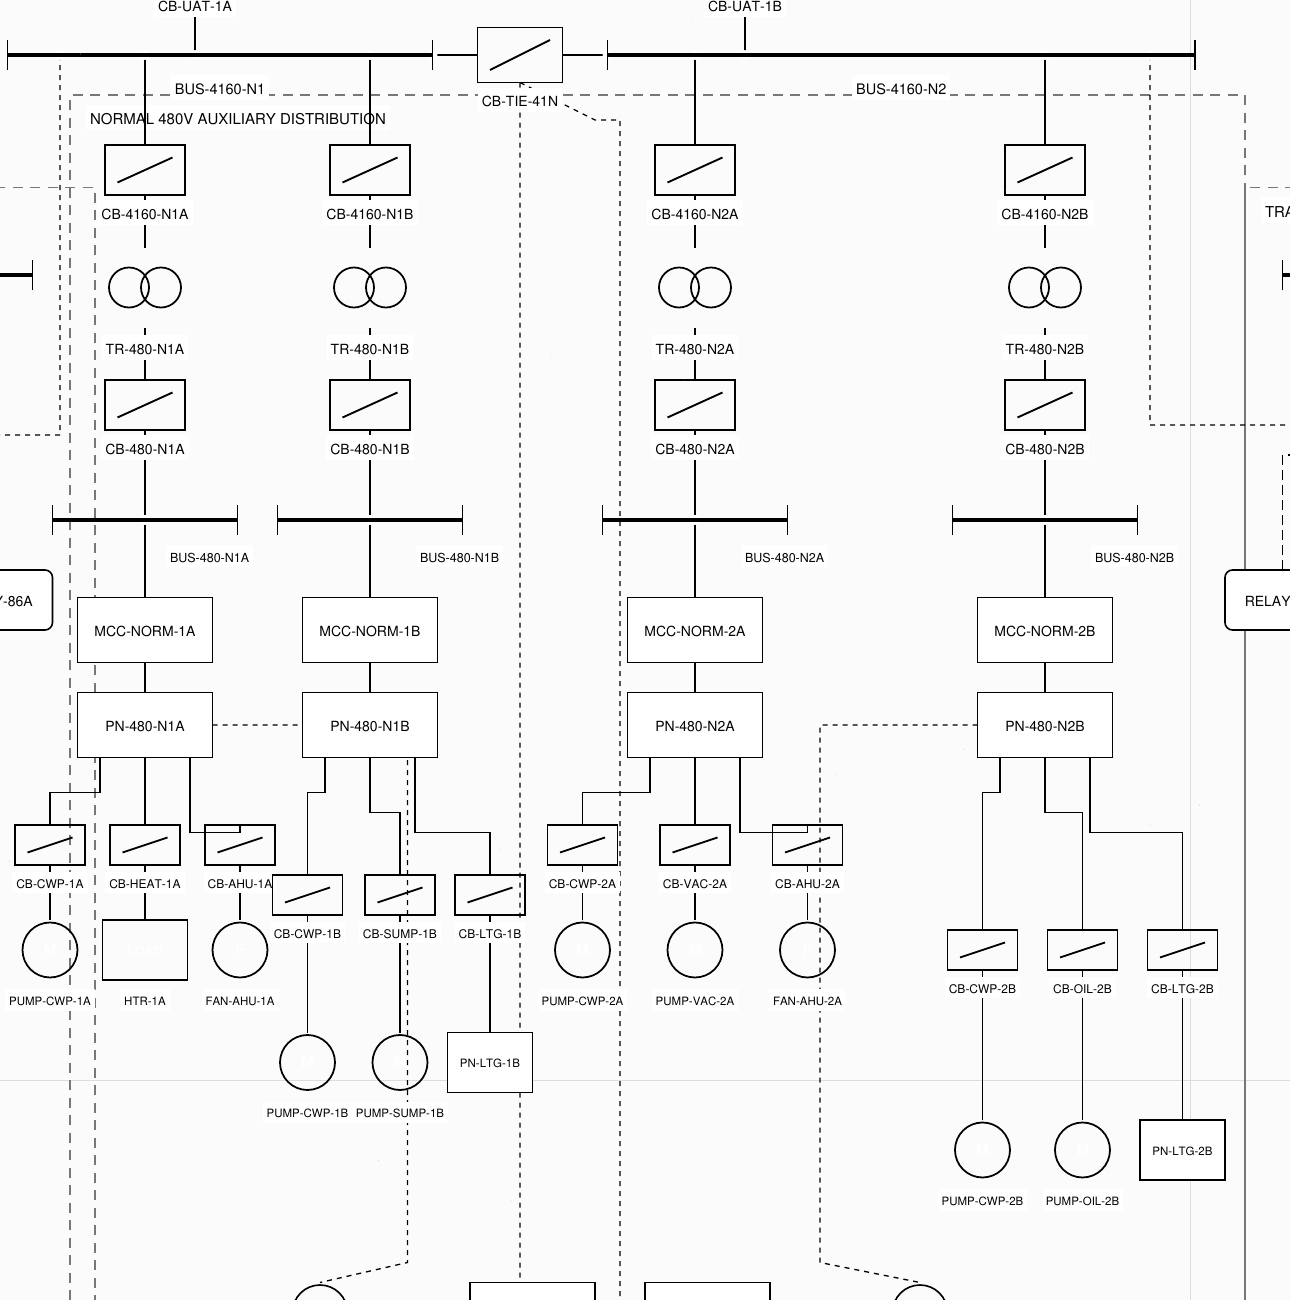 CB-UAT-1A
CB-UAT-1B
BUS-4160-N1
BUS-4160-N2
CB-TIE-41N
NORMAL 480V AUXILIARY DISTRIBUTION
CB-4160-N1A
CB-4160-N1B
CB-4160-N2A
CB-4160-N2B
TRA
TR-480-N1A
TR-480-N1B
TR-480-N2A
TR-480-N2B
CB-480-N1A
CB-480-N1B
CB-480-N2A
CB-480-N2B
BUS-480-N1A
BUS-480-N1B
BUS-480-N2A
BUS-480-N2B
Y-86A
RELAY
MCC-NORM-1A
MCC-NORM-1B
MCC-NORM-2A
MCC-NORM-2B
PN-480-N1A
PN-480-N1B
PN-480-N2A
PN-480-N2B
CB-CWP-1A
CB-HEAT-1A
CB-AHU-1A
CB-CWP-2A
CB-VAC-2A
CB-AHU-2A
CB-CWP-1B
CB-SUMP-1B
CB-LTG-1B
CB-CWP-2B
CB-OIL-2B
CB-LTG-2B
PUMP-CWP-1A
HTR-1A
FAN-AHU-1A
PUMP-CWP-2A
PUMP-VAC-2A
FAN-AHU-2A
PN-LTG-1B
PUMP-CWP-1B
PUMP-SUMP-1B
PN-LTG-2B
PUMP-CWP-2B
PUMP-OIL-2B